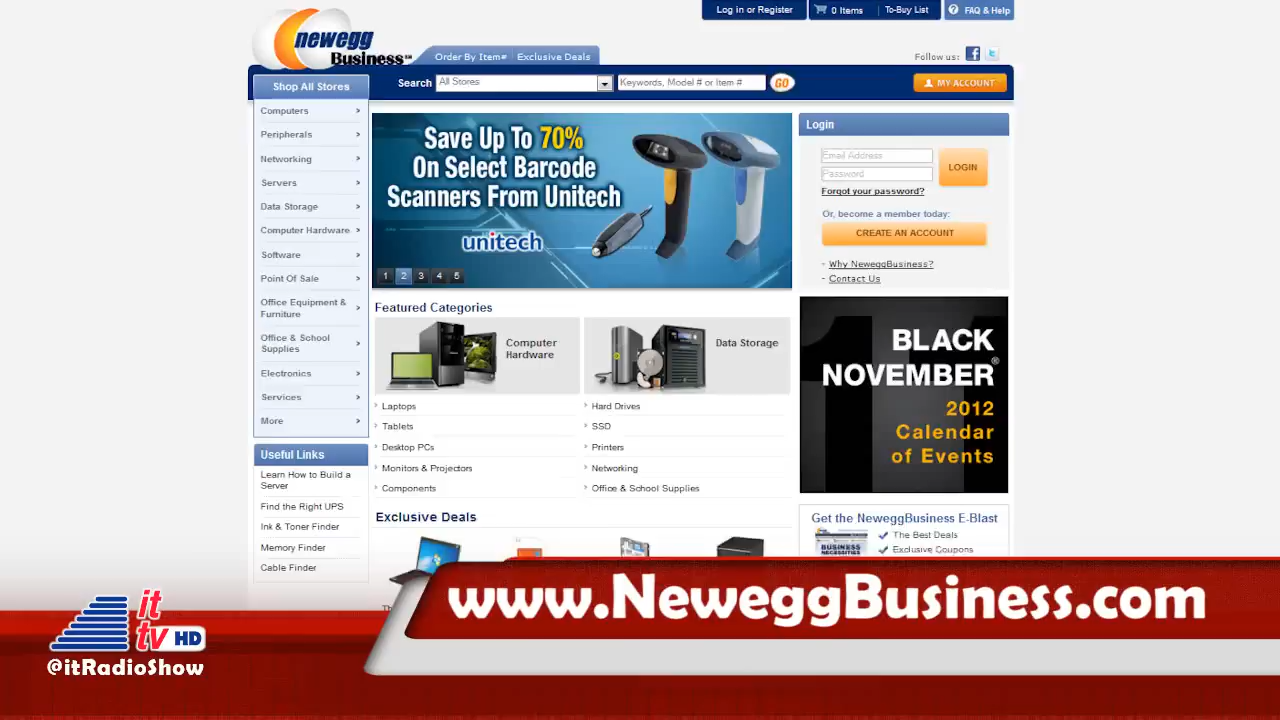 Log in or Register
0 Items
To-Buy List
FAQ & Help
newegg
Business
Order By Item#
Exclusive Deals
Follow us:
Shop All Stores
Search
All Stores
Keywords, Model # or Item #
GO
MY ACCOUNT
Computers
Peripherals
Networking
Servers
Data Storage
Computer Hardware
Software
Point Of Sale
Office Equipment &
Furniture
Office & School
Supplies
Electronics
Services
More
Useful Links
Learn How to Build a
Server
Find the Right UPS
Ink & Toner Finder
Memory Finder
Cable Finder
Save Up To 70%
On Select Barcode
Scanners From Unitech
unitech
1 2 3 4 5
Featured Categories
Computer
Hardware
Laptops
Tablets
Desktop PCs
Monitors & Projectors
Components
Data Storage
Hard Drives
SSD
Printers
Networking
Office & School Supplies
Exclusive Deals
Login
Email Address
Password
LOGIN
Forgot your password?
Or, become a member today:
CREATE AN ACCOUNT
- Why NeweggBusiness?
- Contact Us
BLACK
NOVEMBER®
2012
Calendar
of Events
Get the NeweggBusiness E-Blast
BUSINESS
The Best Deals
Exclusive Coupons
www.NeweggBusiness.com
it
tv HD
@itRadioShow